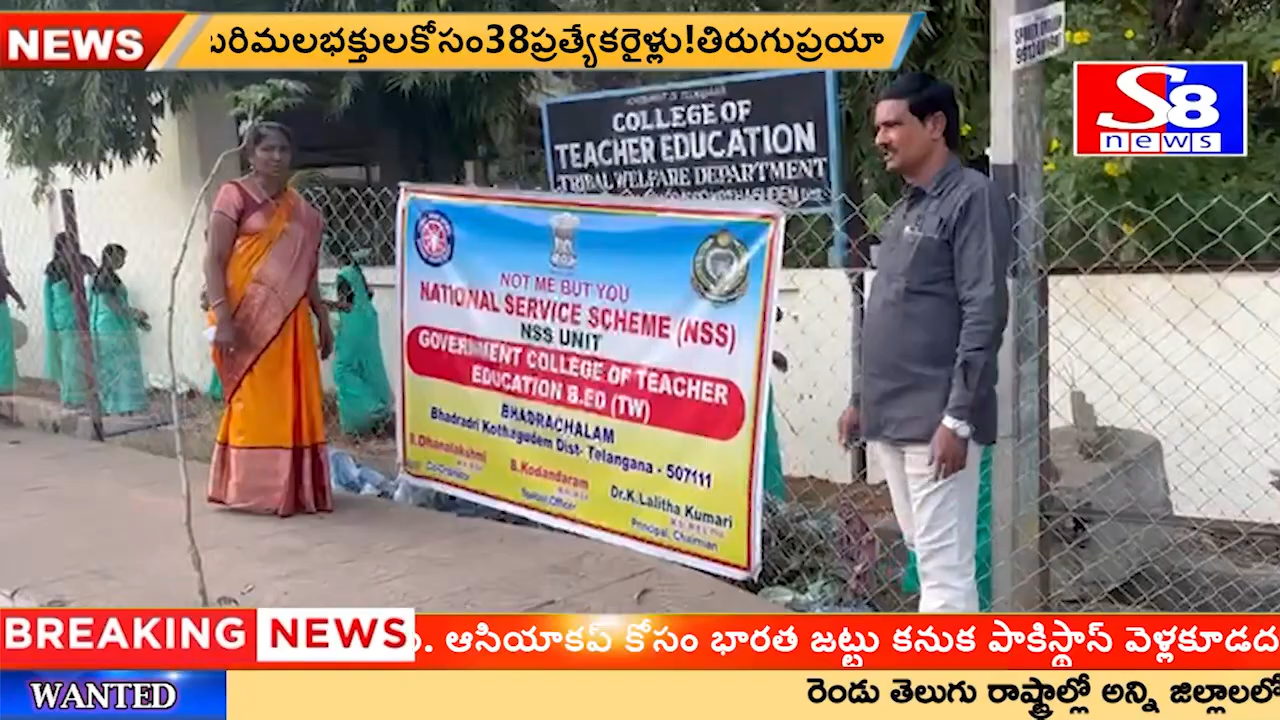 NEWS
పరిమలభక్తులకోసం38ప్రత్యేకరైళ్లు!తిరుగుప్రయా
S8
news
COLLEGE OF
TEACHER EDUCATION
TRIBAL WELFARE DEPARTMENT
NOT ME BUT YOU
NATIONAL SERVICE SCHEME (NSS)
NSS UNIT
GOVERNMENT COLLEGE OF TEACHER
EDUCATION B.ED (TW)
BHADRACHALAM
Bhadradri Kothagudem Dist- Telangana - 507111
B.Dhanalakshmi
B.Kodandaram
Special Officer
Dr.K.Lalitha Kumari
Principal, Chairman
BREAKING NEWS
ఆసియాకప్ కోసం భారత జట్టు కనుక పాకిస్థాన్ వెళ్లకూడద
WANTED
రెండు తెలుగు రాష్ట్రాల్లో అన్ని జిల్లాలలో